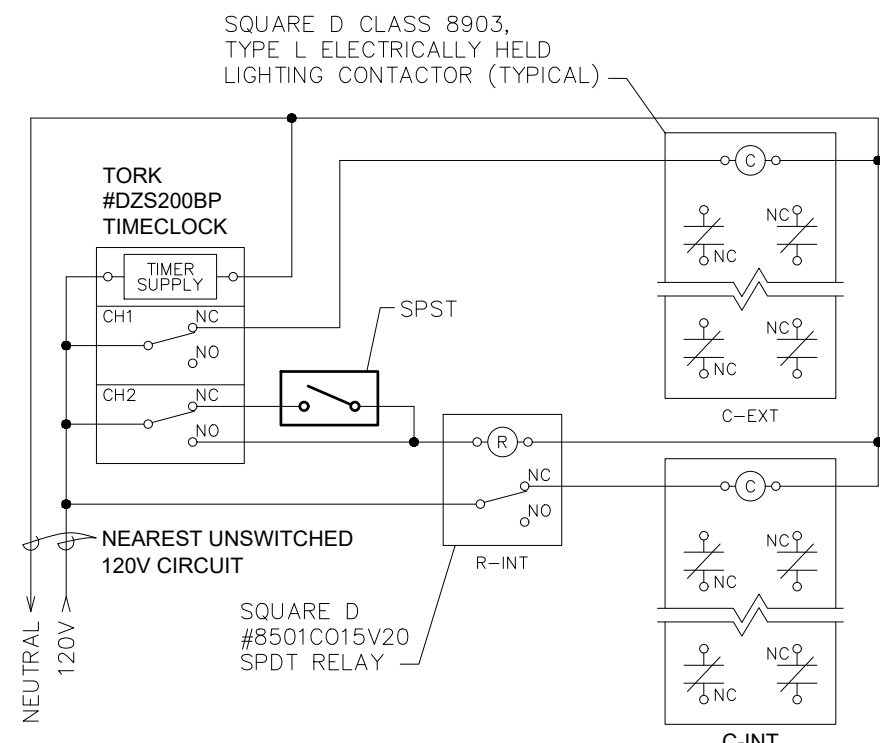 SQUARE D CLASS 8903,
TYPE L ELECTRICALLY HELD
LIGHTING CONTACTOR (TYPICAL)
TORK
#DZS200BP
TIMECLOCK
TIMER
SUPPLY
CH1
NC
NO
CH2
NC
NO
SPST
C
NC
NC
NC
NC
C-EXT
R
NC
NO
R-INT
C
NC
NC
NC
NC
C-INT
NEAREST UNSWITCHED
120V CIRCUIT
SQUARE D
#8501CO15V20
SPDT RELAY
NEUTRAL
120V